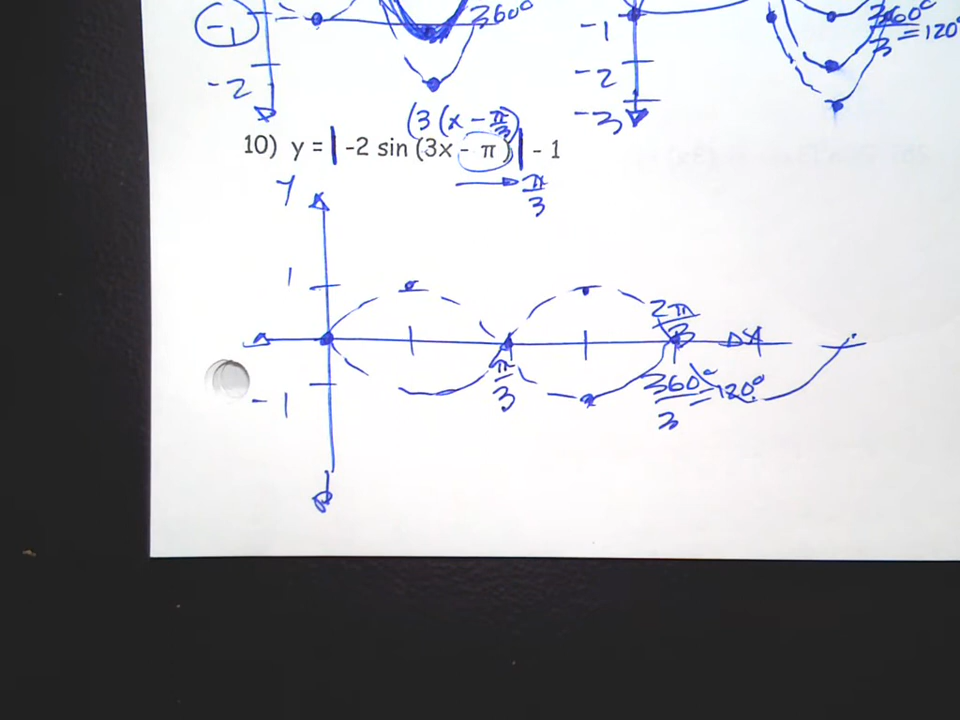 -1 360° -1 360°/3 = 120°
-2 -2
-3
(3(x - π/3)
10) y = | -2 sin (3x - π) | - 1
π/3
Y
1
2π/3 x
π/3 360°/3 = 120°
-1